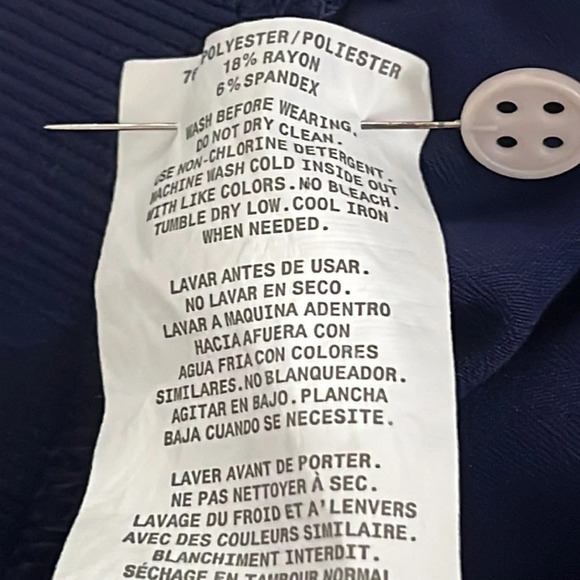 POLYESTER/POLIESTER
18% RAYON
6% SPANDEX
WASH BEFORE WEARING.
DO NOT DRY CLEAN.
USE NON-CHLORINE DETERGENT.
MACHINE WASH COLD INSIDE OUT
WITH LIKE COLORS. NO BLEACH.
TUMBLE DRY LOW. COOL IRON
WHEN NEEDED.
LAVAR ANTES DE USAR.
NO LAVAR EN SECO.
LAVAR A MAQUINA ADENTRO
HACIA AFUERA CON
AGUA FRIA CON COLORES
SIMILARES. NO BLANQUEADOR.
AGITAR EN BAJO. PLANCHA
BAJA CUANDO SE NECESITE.
LAVER AVANT DE PORTER.
NE PAS NETTOYER À SEC.
LAVAGE DU FROID ET A' LENVERS
AVEC DES COULEURS SIMILAIRE.
BLANCHIMENT INTERDIT.
SÉCHAGE EN TAMBOUR NORMAL